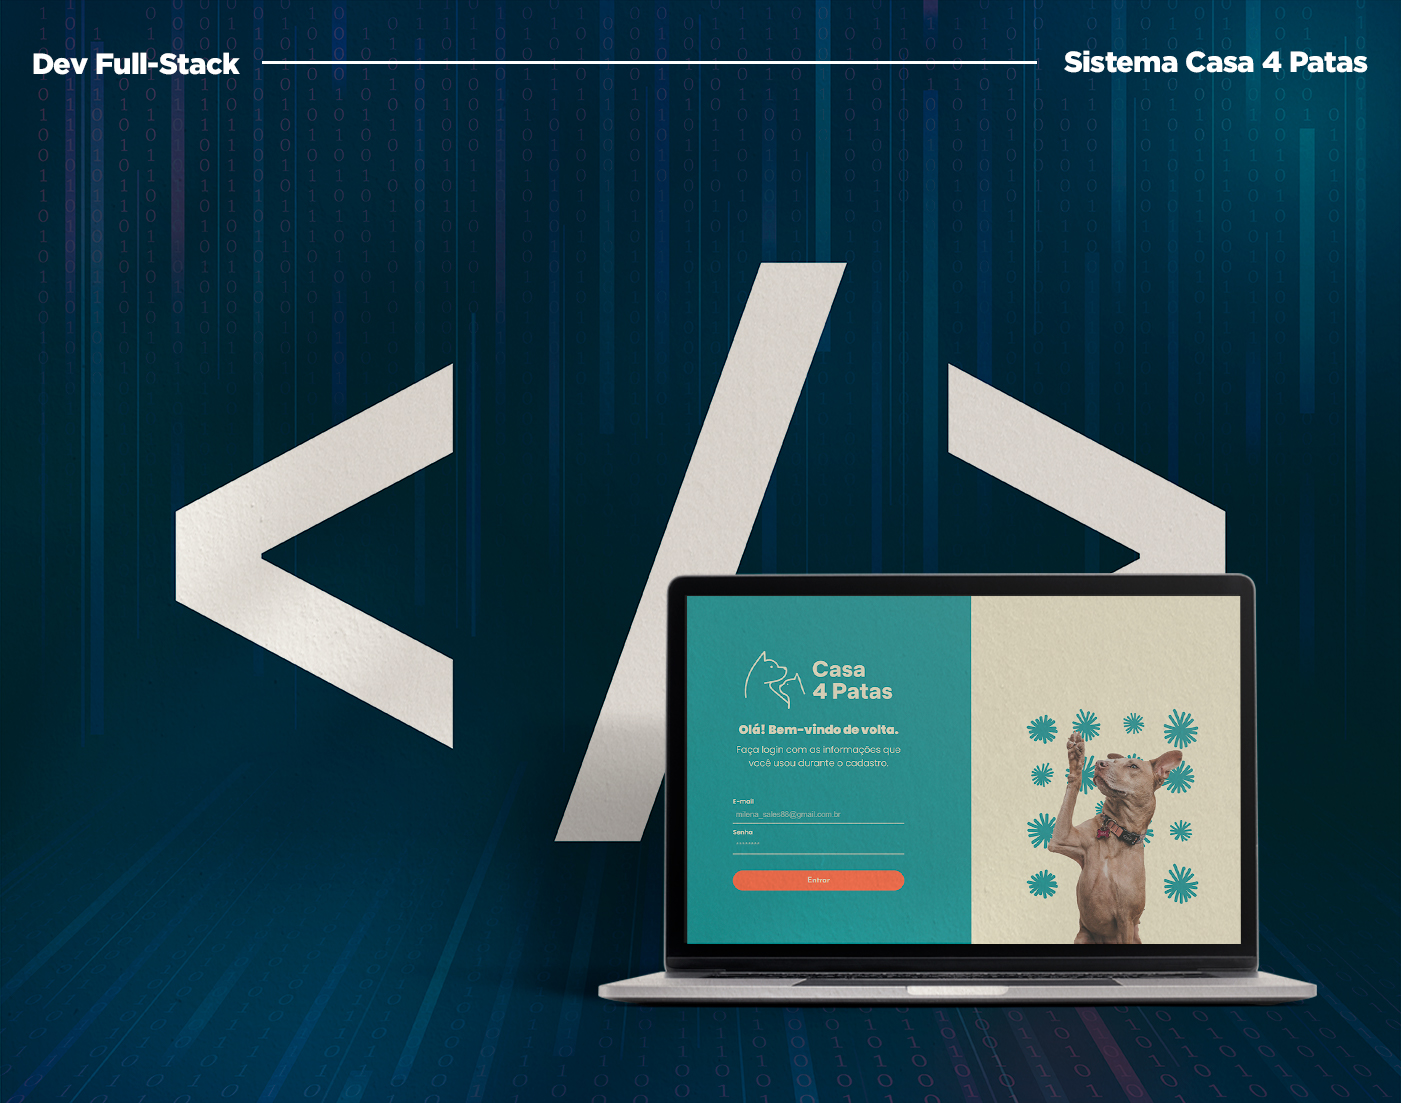 Dev Full-Stack
Sistema Casa 4 Patas
</>
Casa
4 Patas
Olá! Bem-vindo de volta.
Faça login com as informações que
você usou durante o cadastro.
E-mail
milena_sales88@gmail.com.br
Senha
********
Entrar